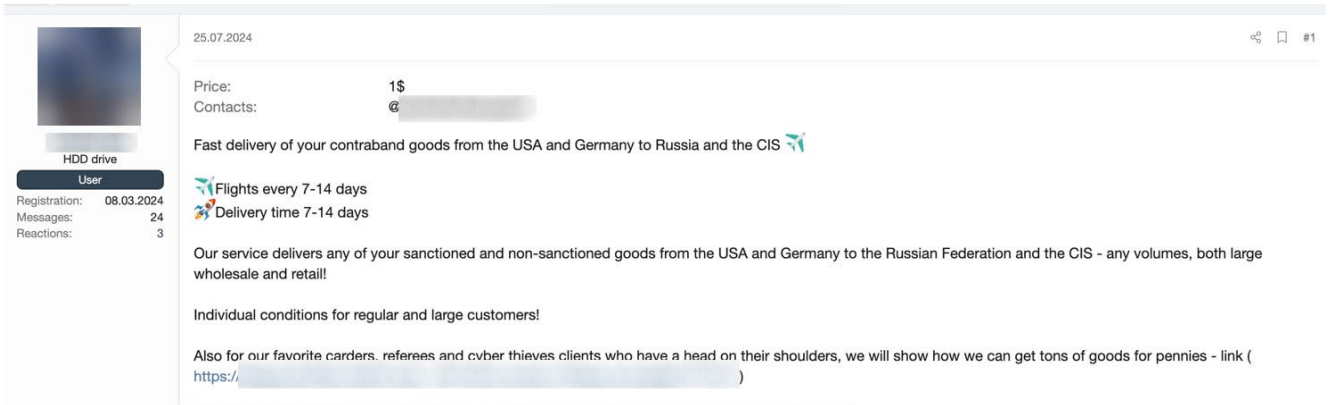 25.07.2024
#1
Price: 1$
Contacts: @
HDD drive
User
Registration: 08.03.2024
Messages: 24
Reactions: 3
Fast delivery of your contraband goods from the USA and Germany to Russia and the CIS
Flights every 7-14 days
Delivery time 7-14 days
Our service delivers any of your sanctioned and non-sanctioned goods from the USA and Germany to the Russian Federation and the CIS - any volumes, both large
wholesale and retail!
Individual conditions for regular and large customers!
Also for our favorite carders, referees and cyber thieves clients who have a head on their shoulders, we will show how we can get tons of goods for pennies - link (
https:/ )